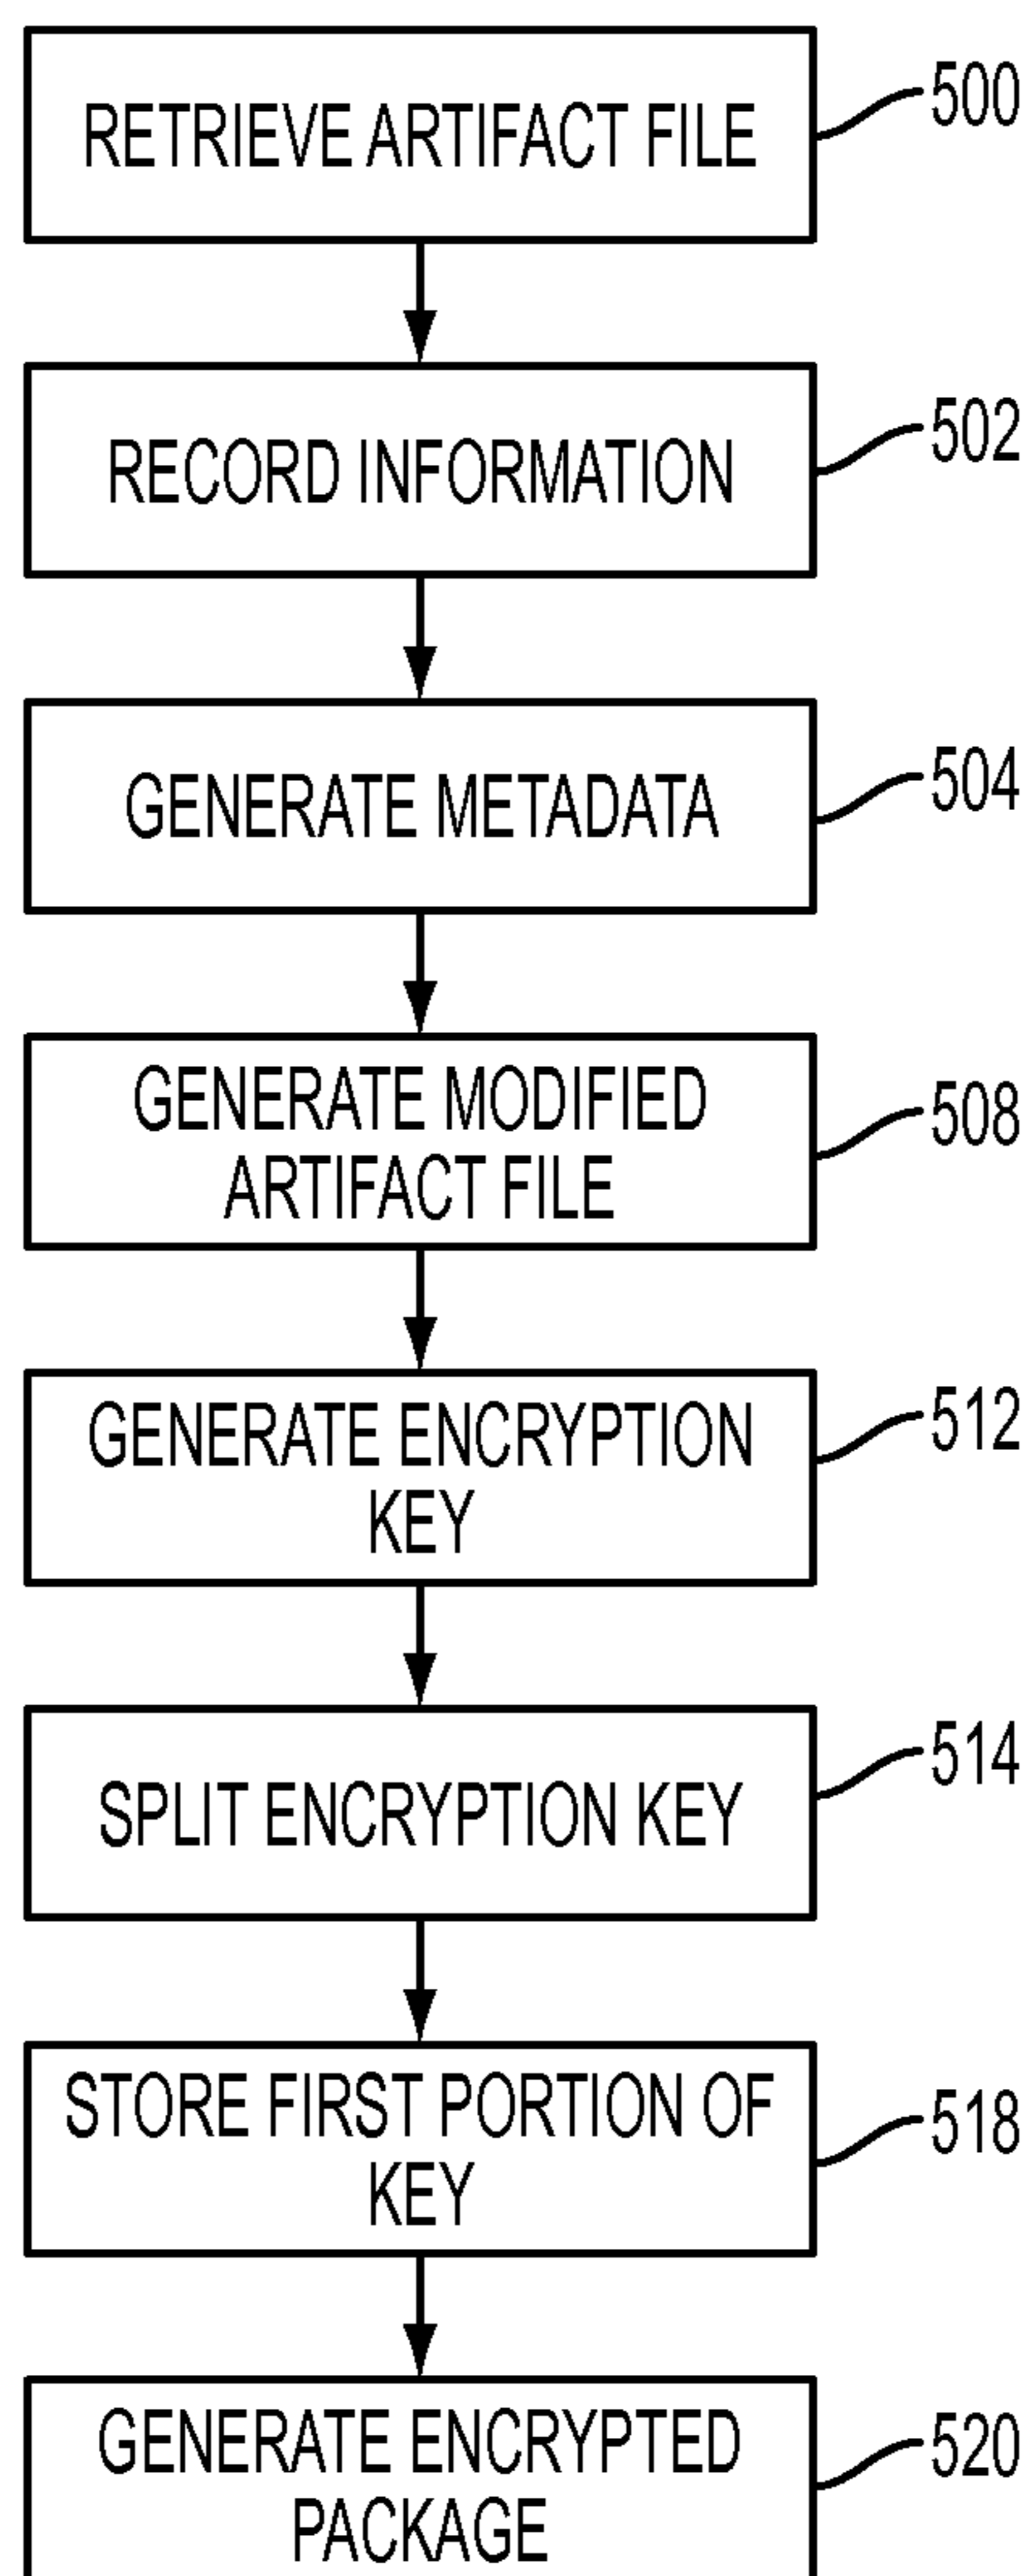 RETRIEVE ARTIFACT FILE
500
RECORD INFORMATION
502
GENERATE METADATA
504
GENERATE MODIFIED
ARTIFACT FILE
508
GENERATE ENCRYPTION
KEY
512
SPLIT ENCRYPTION KEY
514
STORE FIRST PORTION OF
KEY
518
GENERATE ENCRYPTED
PACKAGE
520